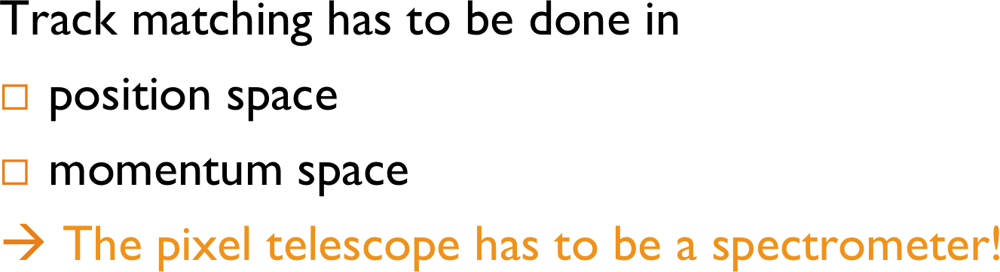 Track matching has to be done in
□ position space
□ momentum space
→ The pixel telescope has to be a spectrometer!